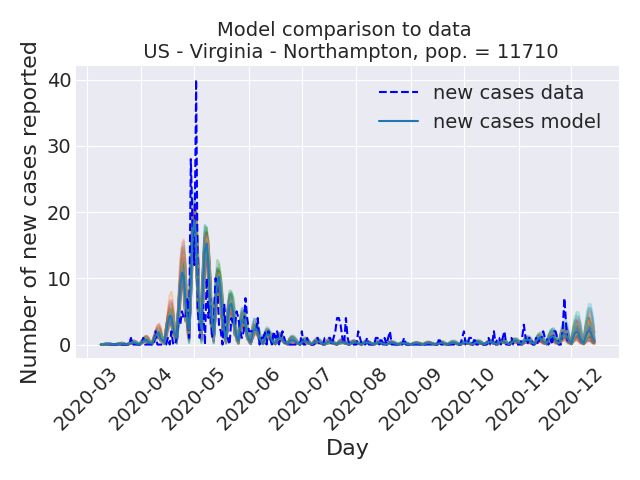 Model comparison to data
US - Virginia - Northampton, pop. = 11710
Number of new cases reported
40
30
20
10
0
new cases data
new cases model
2020-03
2020-04
2020-05
2020-06
2020-07
2020-08
2020-09
2020-10
2020-11
2020-12
Day